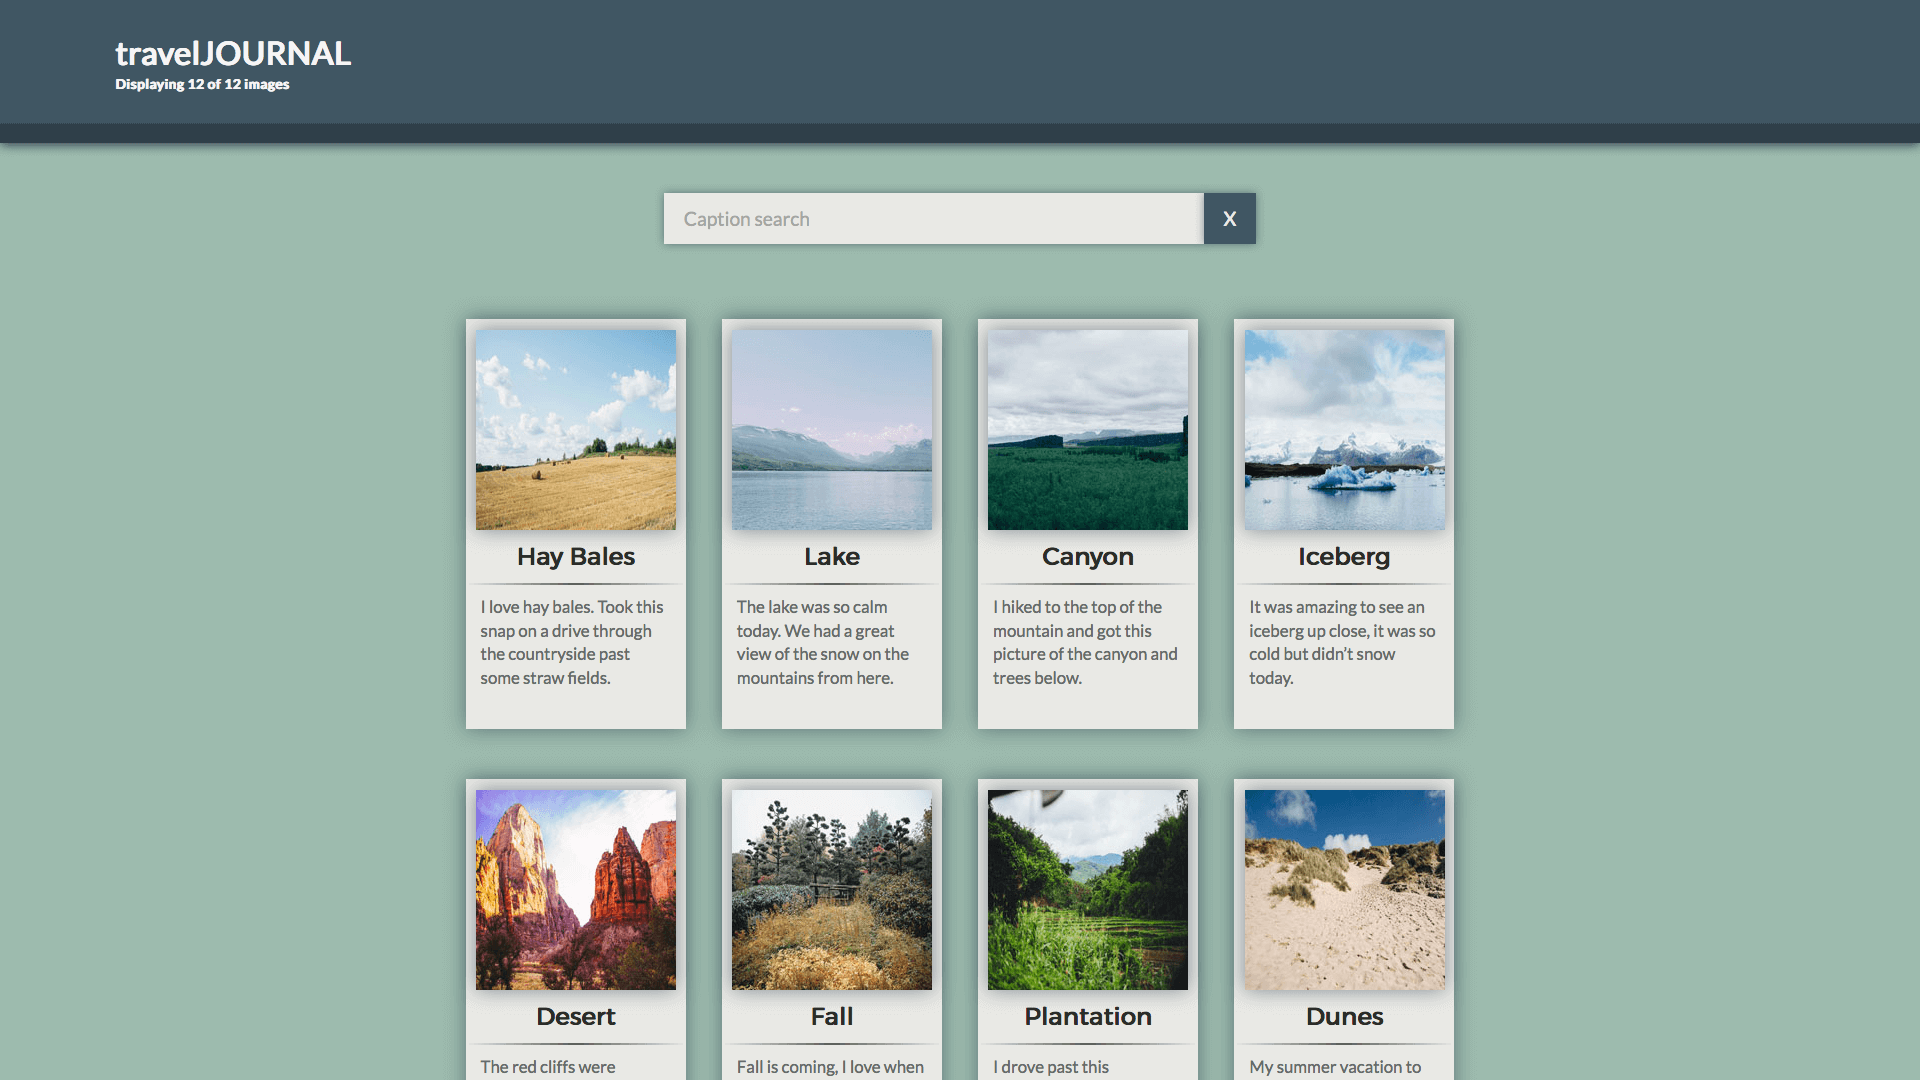 travelJOURNAL
Displaying 12 of 12 images
Caption search
X
Hay Bales
I love hay bales. Took this
snap on a drive through
the countryside past
some straw fields.
Lake
The lake was so calm
today. We had a great
view of the snow on the
mountains from here.
Canyon
I hiked to the top of the
mountain and got this
picture of the canyon and
trees below.
Iceberg
It was amazing to see an
iceberg up close, it was so
cold but didn’t snow
today.
Desert
The red cliffs were
Fall
Fall is coming, I love when
Plantation
I drove past this
Dunes
My summer vacation to